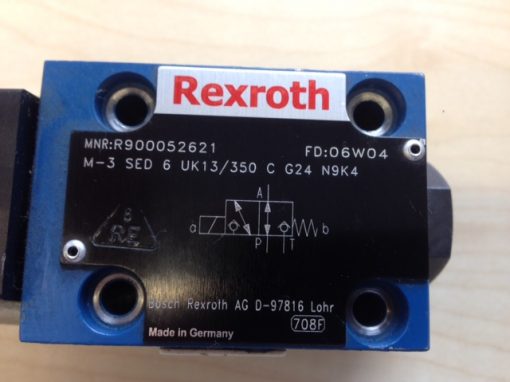 Rexroth
MNR:R900052621 FD:06W04
M-3 SED 6 UK13/350 C G24 N9K4
A
a b
P T
Bosch Rexroth AG D-97816 Lohr
708F
Made in Germany